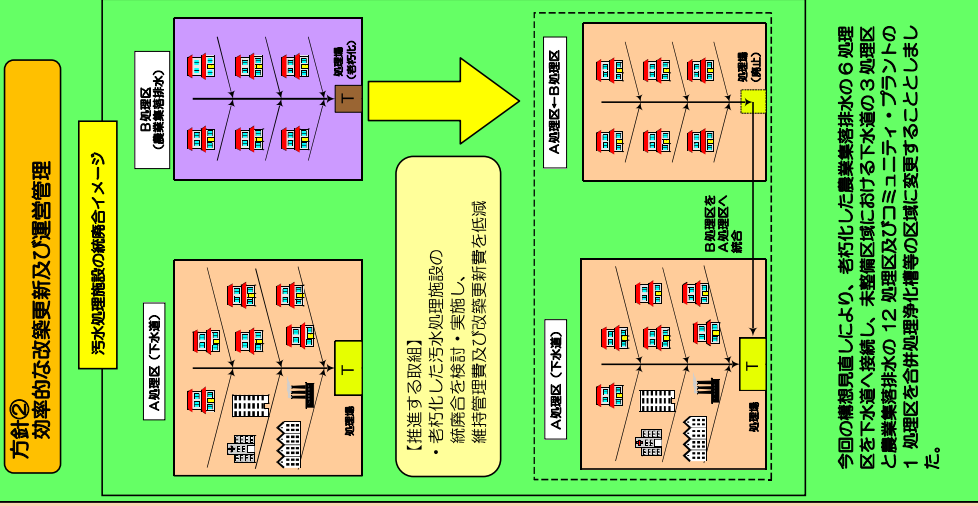 方針②
効率的な改築更新及び運営管理
汚水処理施設の統廃合イメージ
A処理区（下水道）
処理場
T
B処理区
（農業集落排水）
処理場
（老朽化）
T
【推進する取組】
・老朽化した汚水処理施設の
統廃合を検討・実施し、
維持管理費及び改築更新費を低減
A処理区（下水道）
処理場
T
B処理区を
A処理区へ
統合
A処理区←B処理区
処理場
（廃止）
今回の構想見直しにより、老朽化した農業集落排水の６処理
区を下水道へ接続し、未整備区域における下水道の３処理区
と農業集落排水の 12 処理区及びコミュニティ・プラントの
1 処理区を合併処理浄化槽等の区域に変更することとしまし
た。